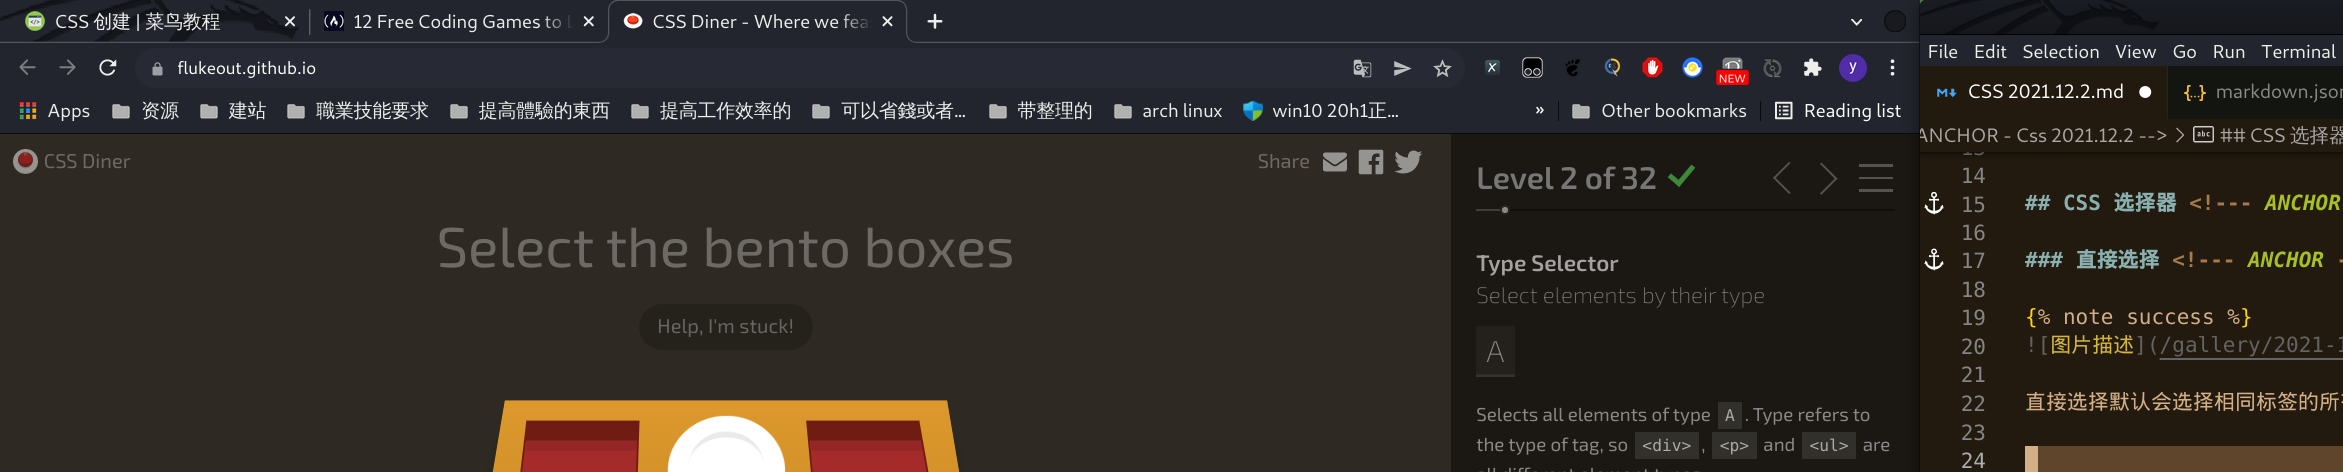 CSS 创建 | 菜鸟教程
12 Free Coding Games to
CSS Diner - Where we fea
flukeout.github.io
NEW
y
Apps 资源 建站 職業技能要求 提高體驗的東西 提高工作效率的 可以省錢或者... 带整理的 arch linux win10 20h1正... » Other bookmarks Reading list
CSS Diner
Share
Select the bento boxes
Help, I'm stuck!
Level 2 of 32
Type Selector
Select elements by their type
A
Selects all elements of type A. Type refers to
the type of tag, so <div>, <p> and <ul> are
all different element types.
File Edit Selection View Go Run Terminal
CSS 2021.12.2.md
{..} markdown.json
ANCHOR - Css 2021.12.2 --> > abc ## CSS 选择器
14
15 ## CSS 选择器 <!--- ANCHOR
16
17 ### 直接选择 <!--- ANCHOR -
18
19 {% note success %}
20 ![图片描述](/gallery/2021-1
21
22 直接选择默认会选择相同标签的所
23
24